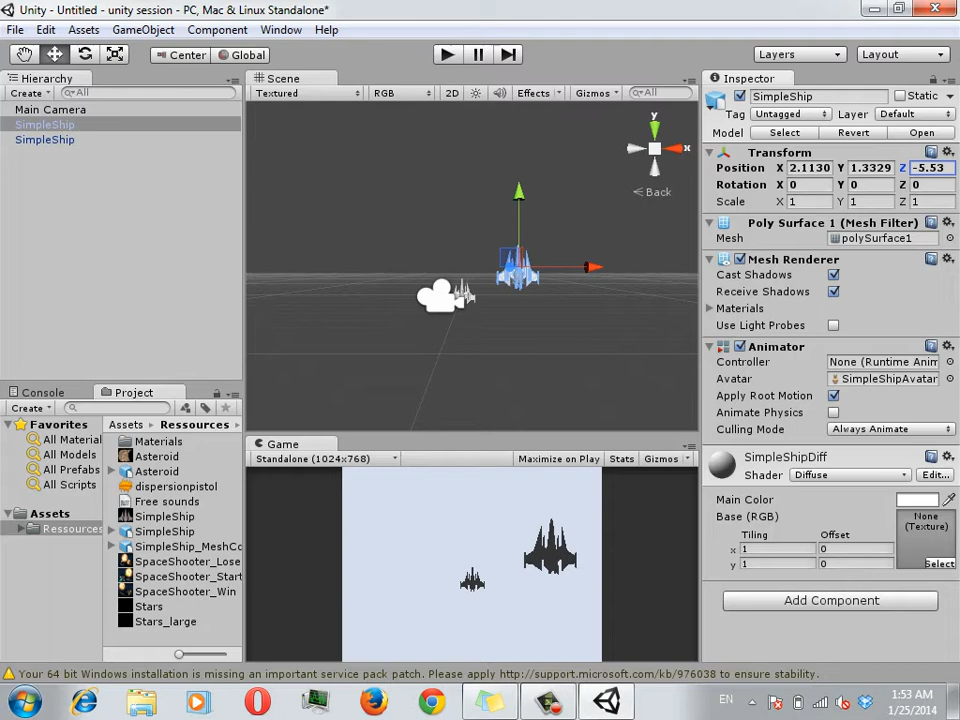 Unity - Untitled - unity session - PC, Mac & Linux Standalone*
File Edit Assets GameObject Component Window Help
Center Global Layers Layout
Hierarchy
Create All
Main Camera
SimpleShip
SimpleShip
Scene
Textured RGB 2D Effects Gizmos All
y
x
Back
Game
Standalone (1024x768) Maximize on Play Stats Gizmos
Console Project
Create
Favorites
All Material
All Models
All Prefabs
All Scripts
Assets
Ressources
Assets Ressources
Materials
Asteroid
Asteroid
dispersionpistol
Free sounds
SimpleShip
SimpleShip
SimpleShip_MeshCo
SpaceShooter_Lose
SpaceShooter_Start
SpaceShooter_Win
Stars
Stars_large
Inspector
SimpleShip Static
Tag Untagged Layer Default
Model Select Revert Open
Transform
Position X 2.1130 Y 1.3329 Z -5.53
Rotation X 0 Y 0 Z 0
Scale X 1 Y 1 Z 1
Poly Surface 1 (Mesh Filter)
Mesh polySurface1
Mesh Renderer
Cast Shadows
Receive Shadows
Materials
Use Light Probes
Animator
Controller None (Runtime Anim
Avatar SimpleShipAvatar
Apply Root Motion
Animate Physics
Culling Mode Always Animate
SimpleShipDiff
Shader Diffuse Edit...
Main Color
Base (RGB)
None
(Texture)
Tiling Offset
x 1 0
y 1 0
Select
Add Component
Your 64 bit Windows installation is missing an important service pack patch. Please apply http://support.microsoft.com/kb/976038 to ensure stability.
EN
1:53 AM
1/25/2014